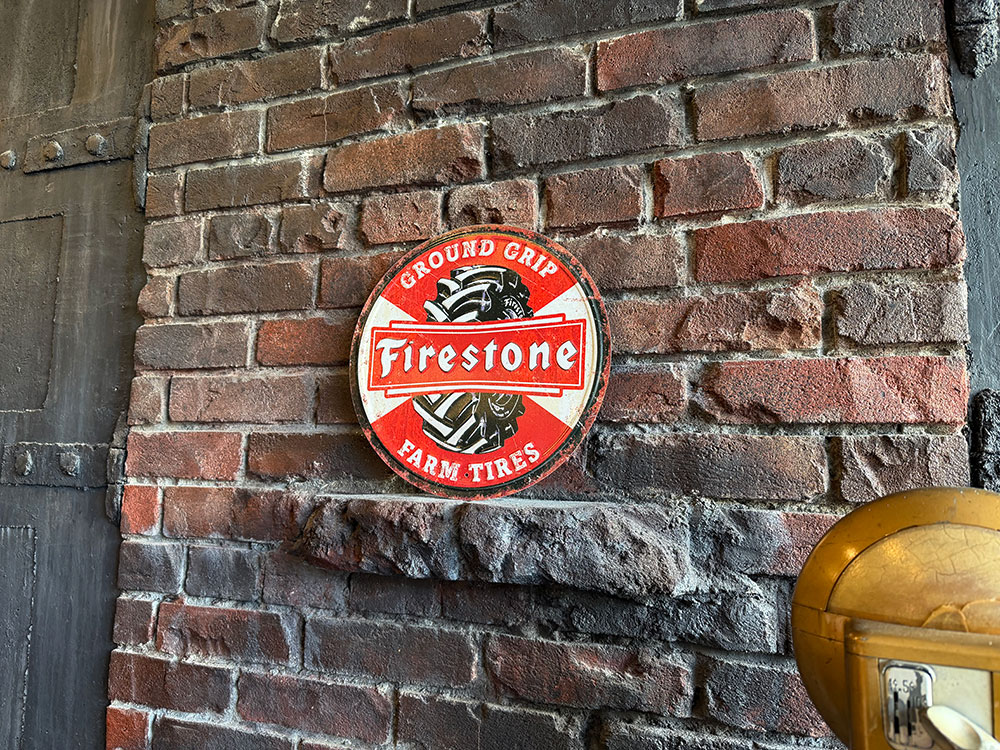 GROUND GRIP
Firestone
FARM TIRES